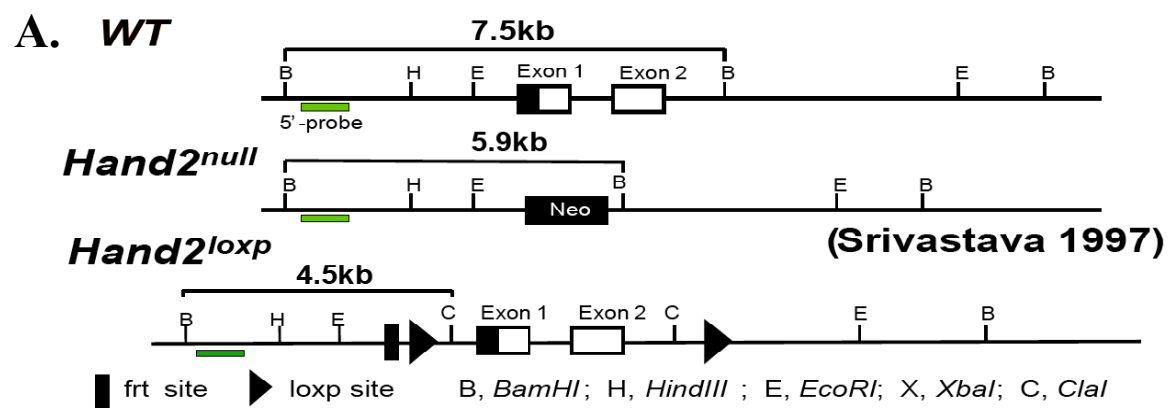 A. WT
7.5kb
B H E Exon 1 Exon 2 B E B
5'-probe
5.9kb
Hand2null
B H E B E B
Neo
(Srivastava 1997)
Hand2loxp
4.5kb
B H E C Exon 1 Exon 2 C E B
frt site loxp site B, BamHI; H, HindIII ; E, EcoRI; X, XbaI; C, ClaI